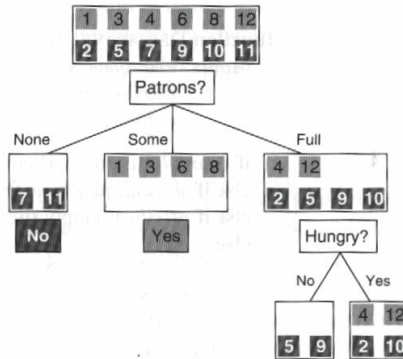 1 3 4 6 8 12
2 5 7 9 10 11
Patrons?
None Some Full
1 3 6 8 4 12
7 11 2 5 9 10
No Yes Hungry?
No Yes
4 12
5 9 2 10